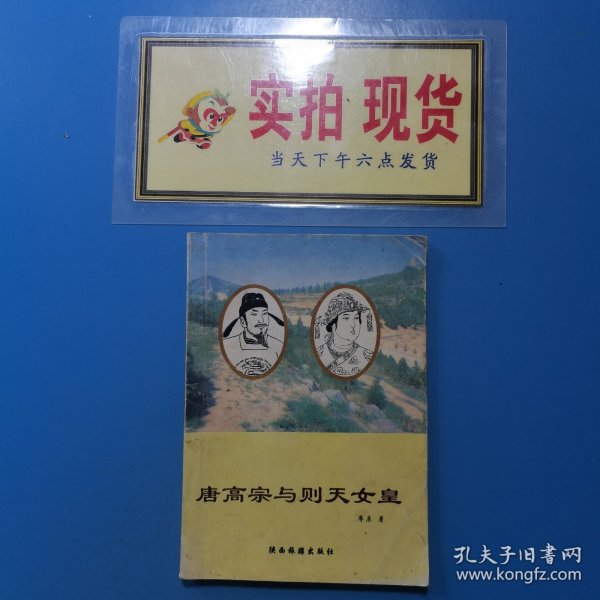 实拍 现货
当天下午六点发货
唐高宗与则天女皇
陕西旅游出版社
孔夫子旧书网
www.kongfz.com